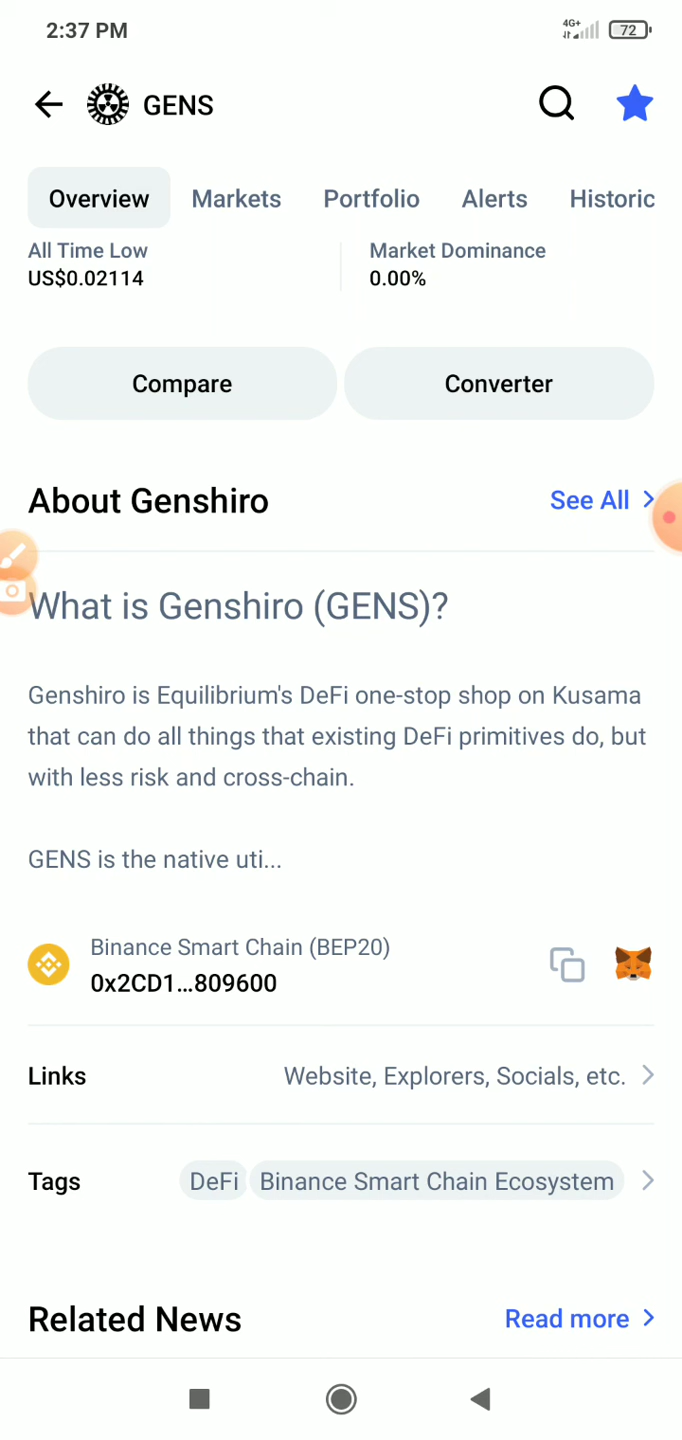 2:37 PM
4G+
72
GENS
Overview Markets Portfolio Alerts Historic
All Time Low Market Dominance
US$0.02114 0.00%
Compare Converter
About Genshiro See All
What is Genshiro (GENS)?
Genshiro is Equilibrium's DeFi one-stop shop on Kusama
that can do all things that existing DeFi primitives do, but
with less risk and cross-chain.
GENS is the native uti...
Binance Smart Chain (BEP20)
0x2CD1...809600
Links Website, Explorers, Socials, etc.
Tags DeFi Binance Smart Chain Ecosystem
Related News Read more